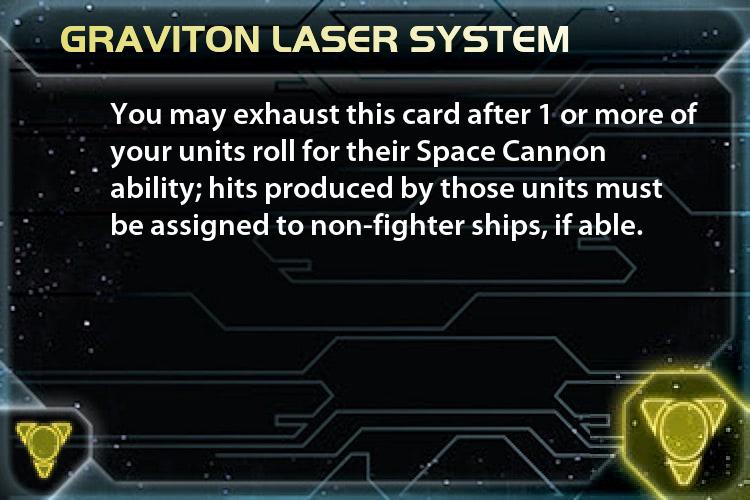 GRAVITON LASER SYSTEM
You may exhaust this card after 1 or more of
your units roll for their Space Cannon
ability; hits produced by those units must
be assigned to non-fighter ships, if able.